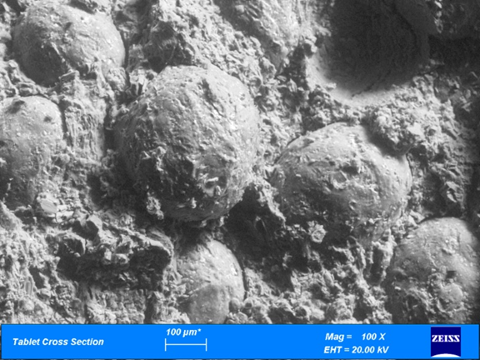 Tablet Cross Section
100 µm*
Mag = 100 X
EHT = 20.00 kV
ZEISS